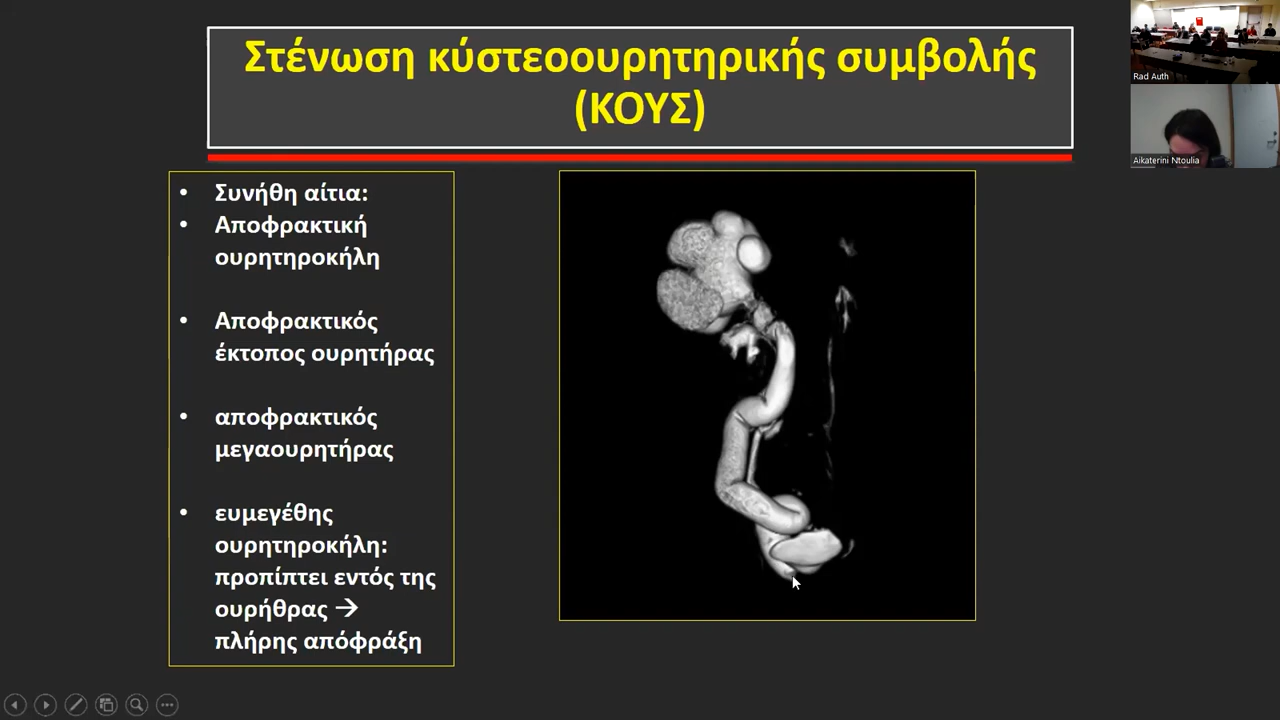 Στένωση κύστεοουρητηρικής συμβολής
(ΚΟΥΣ)
• Συνήθη αίτια:
• Αποφρακτική
ουρητηροκήλη
• Αποφρακτικός
έκτοπος ουρητήρας
• αποφρακτικός
μεγαουρητήρας
• ευμεγέθης
ουρητηροκήλη:
προπίπτει εντός της
ουρήθρας →
πλήρης απόφράξη
Rad Auth
Aikaterini Ntoulia